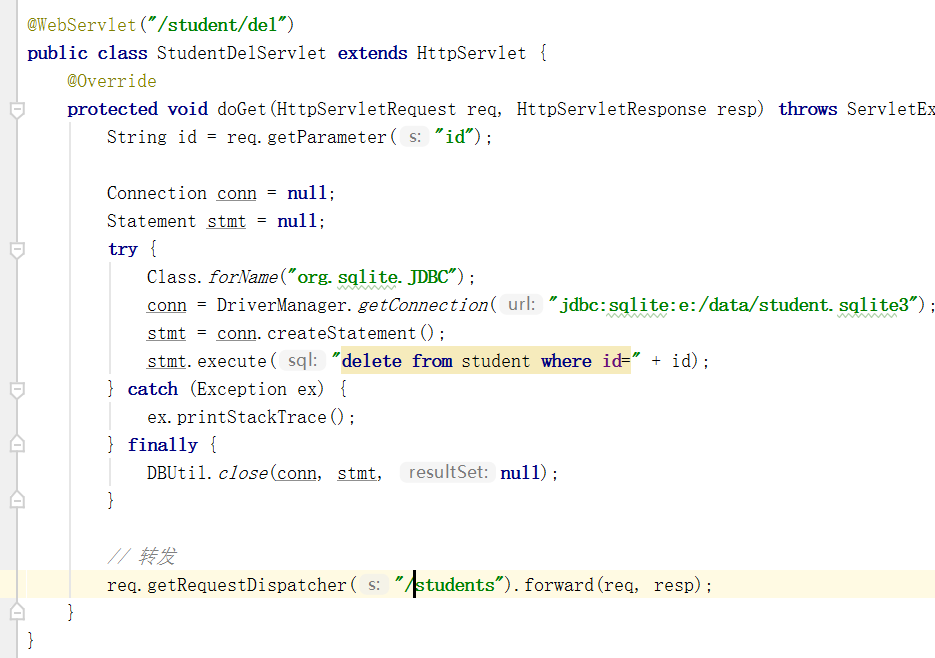 @WebServlet("/student/del")
public class StudentDelServlet extends HttpServlet {
@Override
protected void doGet(HttpServletRequest req, HttpServletResponse resp) throws ServletEx
String id = req.getParameter( s: "id");
Connection conn = null;
Statement stmt = null;
try {
Class.forName("org.sqlite.JDBC");
conn = DriverManager.getConnection( url: "jdbc:sqlite:e:/data/student.sqlite3");
stmt = conn.createStatement();
stmt.execute( sql: "delete from student where id=" + id);
} catch (Exception ex) {
ex.printStackTrace();
} finally {
DBUtil.close(conn, stmt, resultSet: null);
}
// 转发
req.getRequestDispatcher( s: "/students").forward(req, resp);
}
}